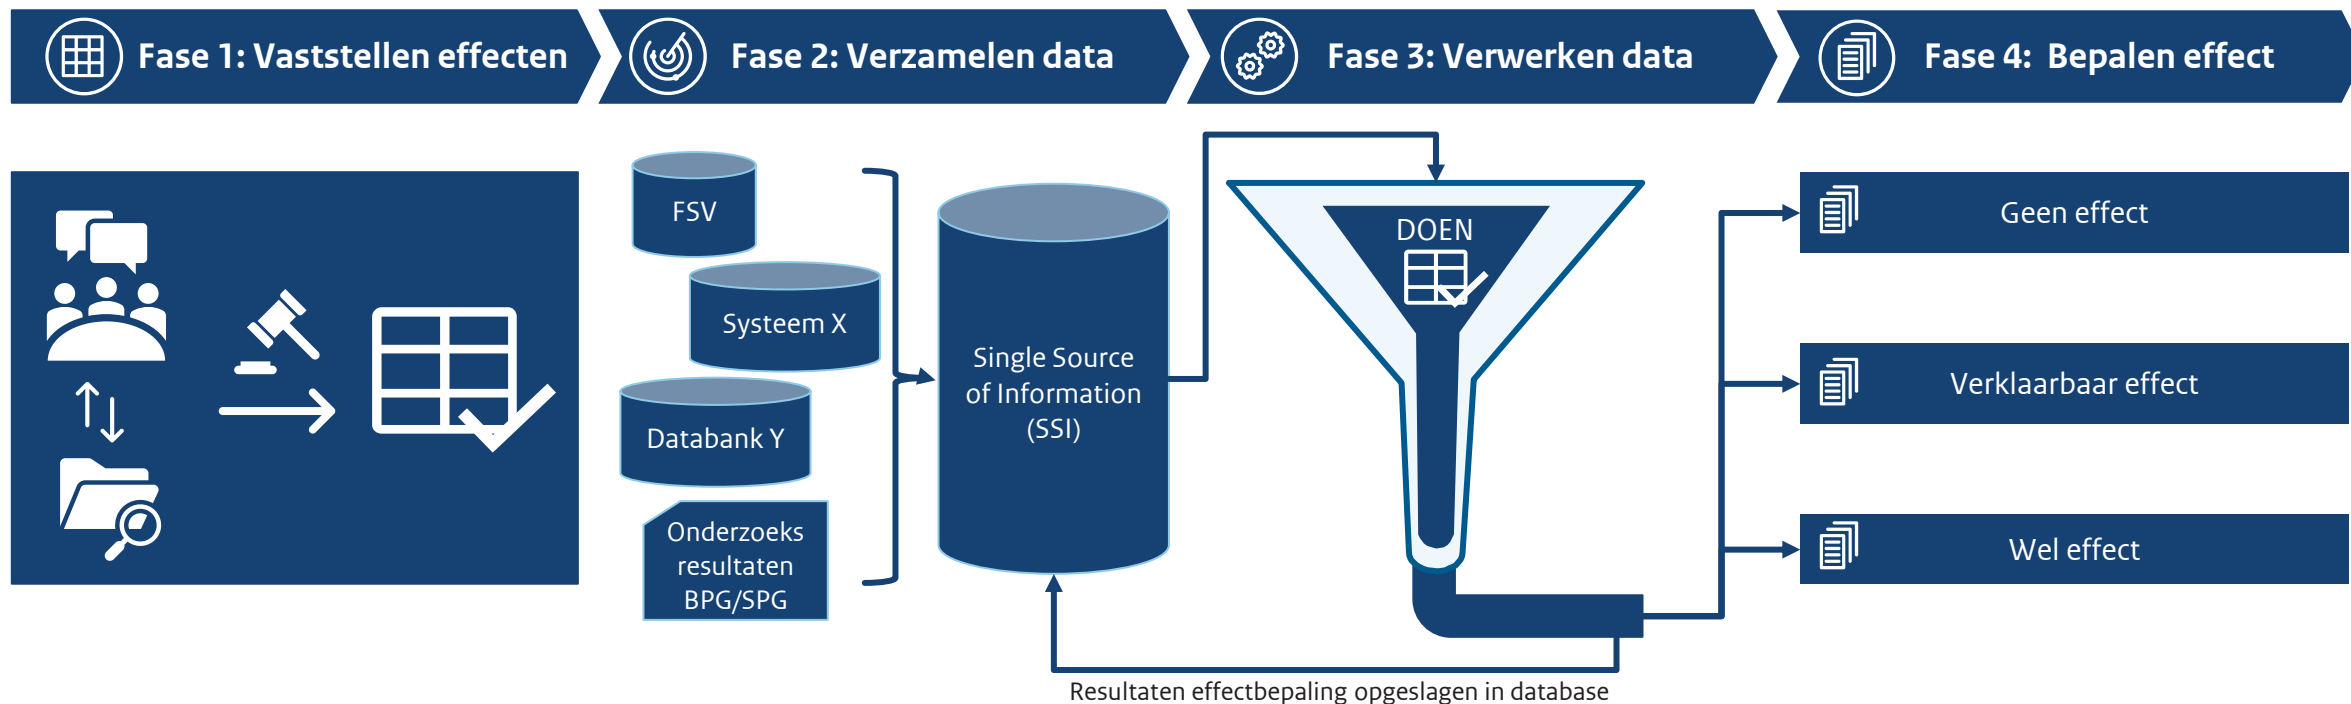 Fase 1: Vaststellen effecten
Fase 2: Verzamelen data
Fase 3: Verwerken data
Fase 4: Bepalen effect
FSV
Systeem X
Databank Y
Onderzoeks
resultaten
BPG/SPG
Single Source
of Information
(SSI)
DOEN
Geen effect
Verklaarbaar effect
Wel effect
Resultaten effectbepaling opgeslagen in database